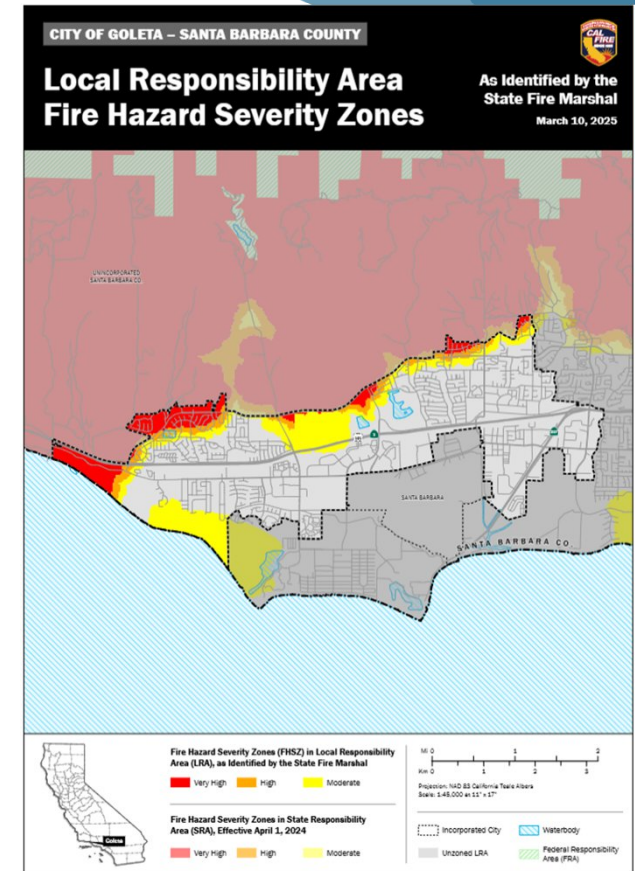 CITY OF GOLETA – SANTA BARBARA COUNTY
Local Responsibility Area
Fire Hazard Severity Zones
CAL
FIRE
As Identified by the
State Fire Marshal
March 10, 2025
UNINCORPORATED
SANTA BARBARA CO.
SANTA BARBARA
SANTA BARBARA CO.
Goleta
Fire Hazard Severity Zones (FHSZ) in Local Responsibility
Area (LRA), as Identified by the State Fire Marshal
Very High
High
Moderate
Fire Hazard Severity Zones in State Responsibility
Area (SRA), Effective April 1, 2024
Very High
High
Moderate
Mi 0 1 2
Km 0 1 2 3
Projection: NAD 83 California Teale Albers
Scale: 1:45,000 at 11" x 17"
Incorporated City
Waterbody
Unzoned LRA
Federal Responsibility
Area (FRA)